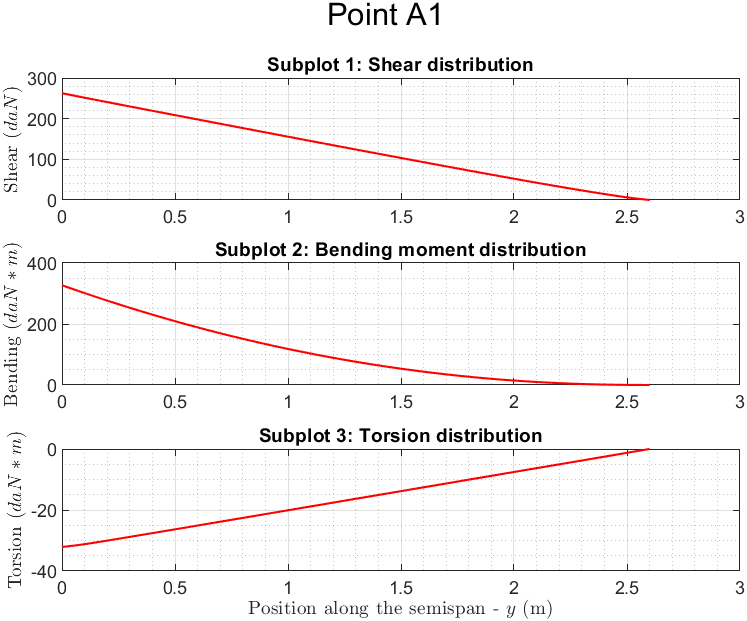 Point A1
Subplot 1: Shear distribution
Shear (daN)
300
200
100
0
0 0.5 1 1.5 2 2.5 3
Subplot 2: Bending moment distribution
Bending (daN * m)
400
200
0
0 0.5 1 1.5 2 2.5 3
Subplot 3: Torsion distribution
Torsion (daN * m)
0
-20
-40
0 0.5 1 1.5 2 2.5 3
Position along the semispan - y (m)